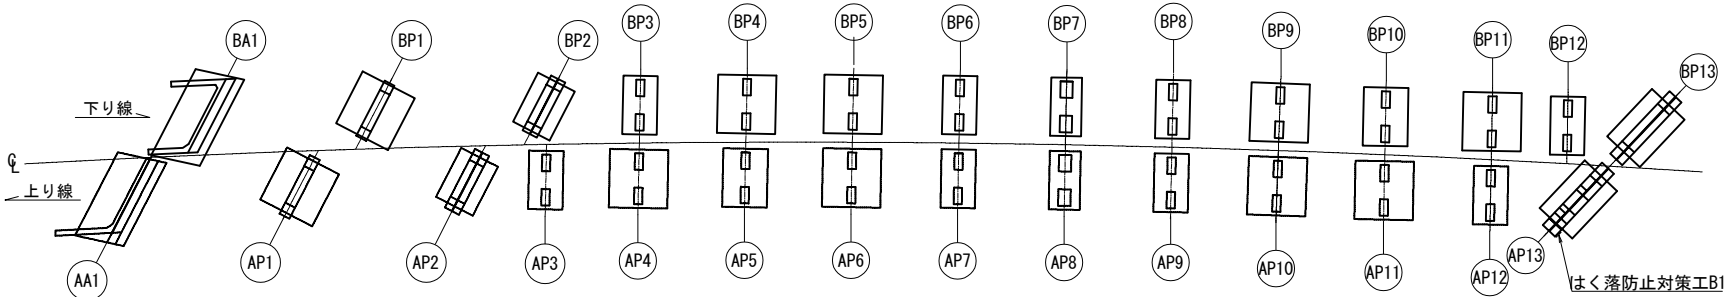 BA1
BP1
BP2
BP3
BP4
BP5
BP6
BP7
BP8
BP9
BP10
BP11
BP12
BP13
下り線
℄
上り線
AA1
AP1
AP2
AP3
AP4
AP5
AP6
AP7
AP8
AP9
AP10
AP11
AP12
AP13
はく落防止対策工B1